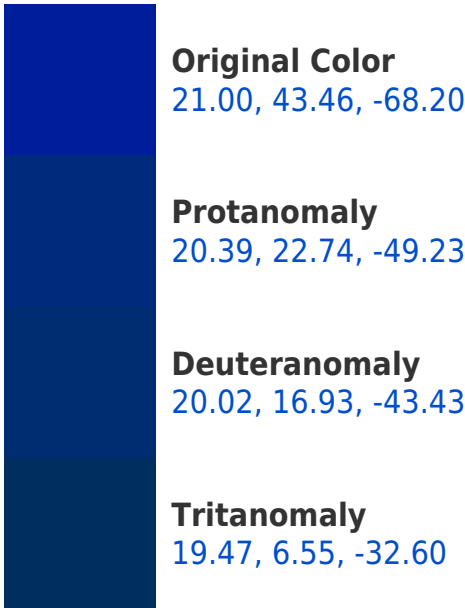 Original Color
21.00, 43.46, -68.20
Protanomaly
20.39, 22.74, -49.23
Deuteranomaly
20.02, 16.93, -43.43
Tritanomaly
19.47, 6.55, -32.60